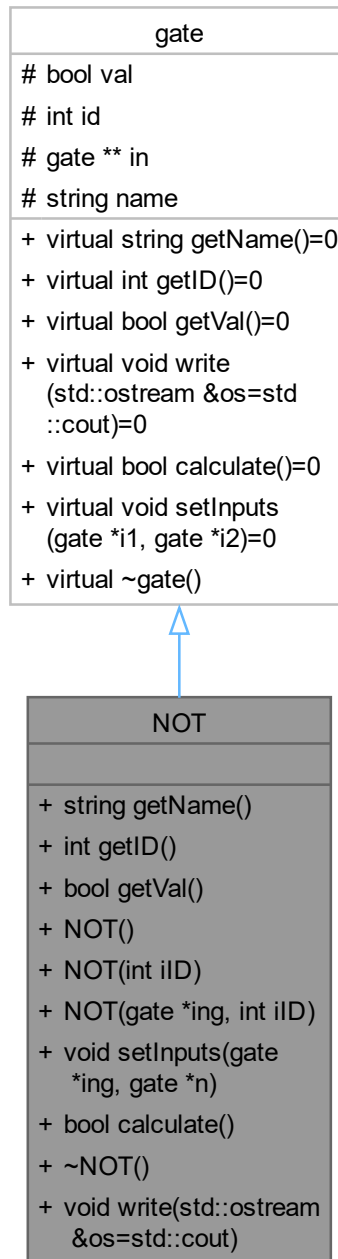 gate
# bool val
# int id
# gate ** in
# string name
+ virtual string getName()=0
+ virtual int getID()=0
+ virtual bool getVal()=0
+ virtual void write
(std::ostream &os=std
::cout)=0
+ virtual bool calculate()=0
+ virtual void setInputs
(gate *i1, gate *i2)=0
+ virtual ~gate()
NOT
+ string getName()
+ int getID()
+ bool getVal()
+ NOT()
+ NOT(int iID)
+ NOT(gate *ing, int iID)
+ void setInputs(gate
*ing, gate *n)
+ bool calculate()
+ ~NOT()
+ void write(std::ostream
&os=std::cout)